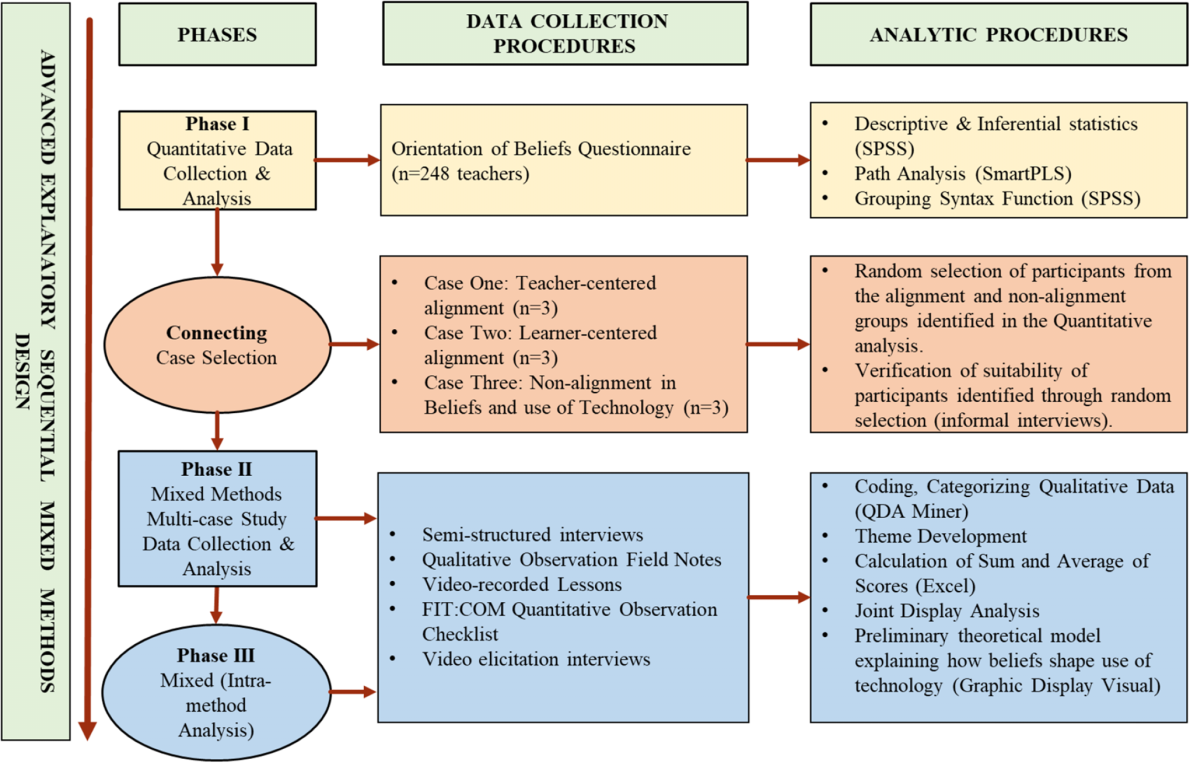 ADVANCED EXPLANATORY SEQUENTIAL MIXED METHODS
DESIGN
PHASES
DATA COLLECTION
PROCEDURES
ANALYTIC PROCEDURES
Phase I
Quantitative Data
Collection &
Analysis
Orientation of Beliefs Questionnaire
(n=248 teachers)
• Descriptive & Inferential statistics
(SPSS)
• Path Analysis (SmartPLS)
• Grouping Syntax Function (SPSS)
Connecting
Case Selection
• Case One: Teacher-centered
alignment (n=3)
• Case Two: Learner-centered
alignment (n=3)
• Case Three: Non-alignment in
Beliefs and use of Technology (n=3)
• Random selection of participants from
the alignment and non-alignment
groups identified in the Quantitative
analysis.
• Verification of suitability of
participants identified through random
selection (informal interviews).
Phase II
Mixed Methods
Multi-case Study
Data Collection &
Analysis
Phase III
Mixed (Intra-
method
Analysis)
• Semi-structured interviews
• Qualitative Observation Field Notes
• Video-recorded Lessons
• FIT:COM Quantitative Observation
Checklist
• Video elicitation interviews
• Coding, Categorizing Qualitative Data
(QDA Miner)
• Theme Development
• Calculation of Sum and Average of
Scores (Excel)
• Joint Display Analysis
• Preliminary theoretical model
explaining how beliefs shape use of
technology (Graphic Display Visual)